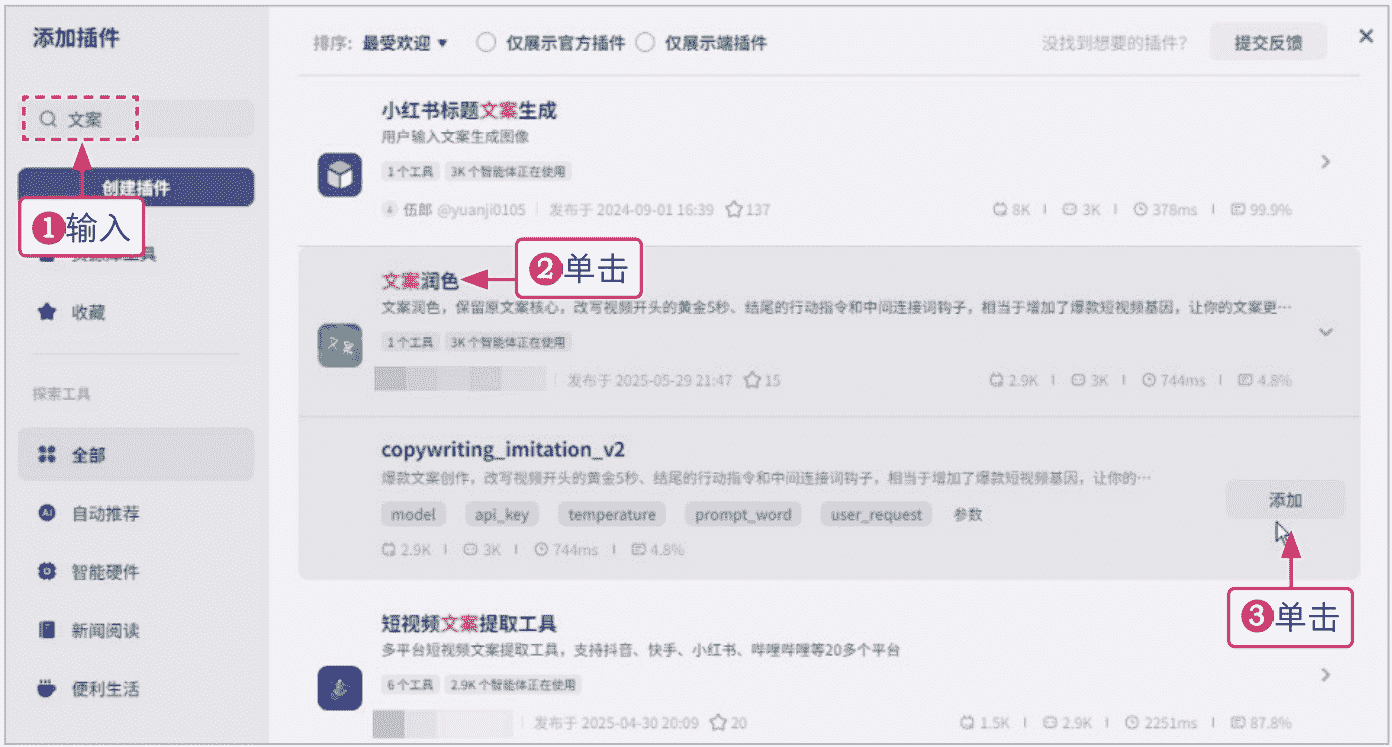 添加插件
排序: 最受欢迎 仅展示官方插件 仅展示端插件 没找到想要的插件? 提交反馈
文案
创建插件
❶输入
收藏
探索工具
全部
自动推荐
智能硬件
新闻阅读
便利生活
小红书标题文案生成
用户输入文案生成图像
1个工具 3K个智能体正在使用
伍郎 @yuanji0105 发布于 2024-09-01 16:39 137 8K 3K 378ms 99.9%
文案润色
❷单击
文案润色，保留原文案核心，改写视频开头的黄金5秒、结尾的行动指令和中间连接词钩子，相当于增加了爆款短视频基因，让你的文案更…
1个工具 3K个智能体正在使用
发布于 2025-05-29 21:47 15 2.9K 3K 744ms 4.8%
copywriting_imitation_v2
爆款文案创作，改写视频开头的黄金5秒、结尾的行动指令和中间连接词钩子，相当于增加了爆款短视频基因，让你的…
model api_key temperature prompt_word user_request 参数
添加
2.9K 3K 744ms 4.8%
❸单击
短视频文案提取工具
多平台短视频文案提取工具，支持抖音、快手、小红书、哔哩哔哩等20多个平台
6个工具 2.9K个智能体正在使用
发布于 2025-04-30 20:09 20 1.5K 2.9K 2251ms 87.8%